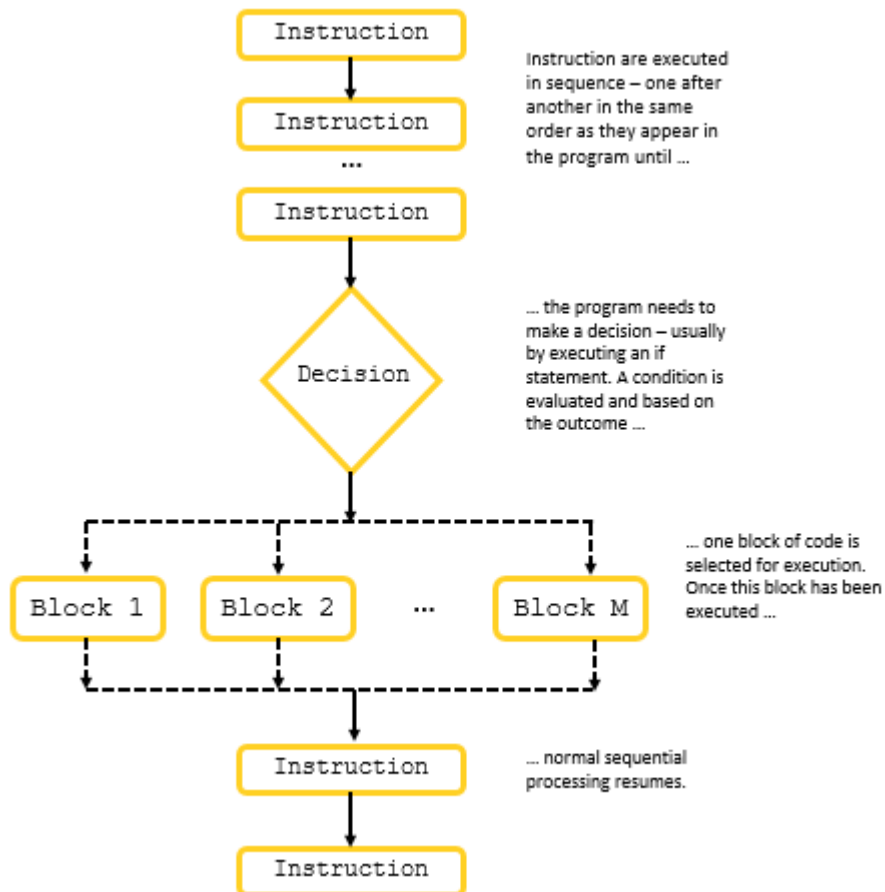 Instruction
Instruction are executed
in sequence – one after
another in the same
order as they appear in
the program until ...
Instruction
...
Instruction
... the program needs to
make a decision – usually
by executing an if
statement. A condition is
evaluated and based on
the outcome ...
Decision
... one block of code is
selected for execution.
Once this block has been
executed ...
Block 1 Block 2 ... Block M
Instruction
... normal sequential
processing resumes.
Instruction